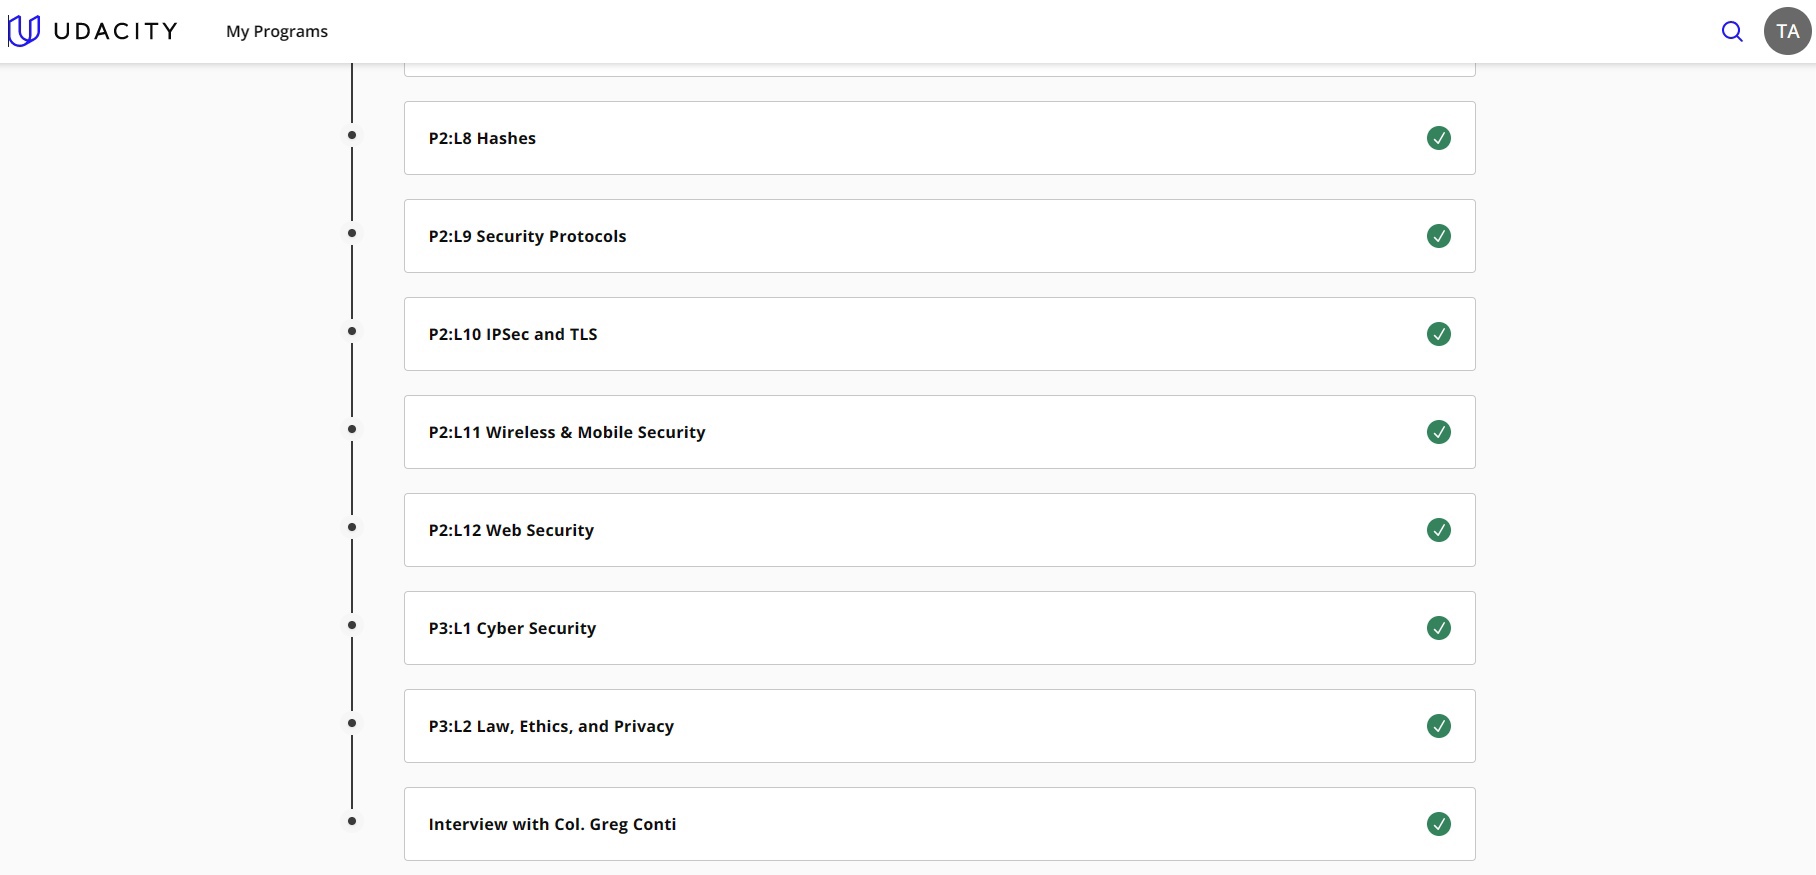 UDACITY
My Programs
TA
P2:L8 Hashes
P2:L9 Security Protocols
P2:L10 IPSec and TLS
P2:L11 Wireless & Mobile Security
P2:L12 Web Security
P3:L1 Cyber Security
P3:L2 Law, Ethics, and Privacy
Interview with Col. Greg Conti